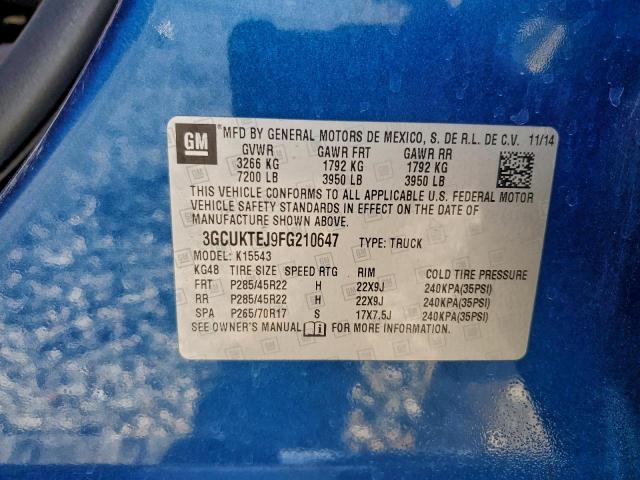 GM ® MFD BY GENERAL MOTORS DE MEXICO, S. DE R.L. DE C.V. 11/14
GVWR GAWR FRT GAWR RR
3266 KG 1792 KG 1792 KG
7200 LB 3950 LB 3950 LB
THIS VEHICLE CONFORMS TO ALL APPLICABLE U.S. FEDERAL MOTOR
VEHICLE SAFETY STANDARDS IN EFFECT ON THE DATE OF
MANUFACTURE SHOWN ABOVE.
3GCUKTEJ9FG210647 TYPE: TRUCK
MODEL: K15543
KG48 TIRE SIZE SPEED RTG RIM COLD TIRE PRESSURE
FRT P285/45R22 H 22X9J 240KPA(35PSI)
RR P285/45R22 H 22X9J 240KPA(35PSI)
SPA P265/70R17 S 17X7.5J 240KPA(35PSI)
SEE OWNER'S MANUAL FOR MORE INFORMATION.